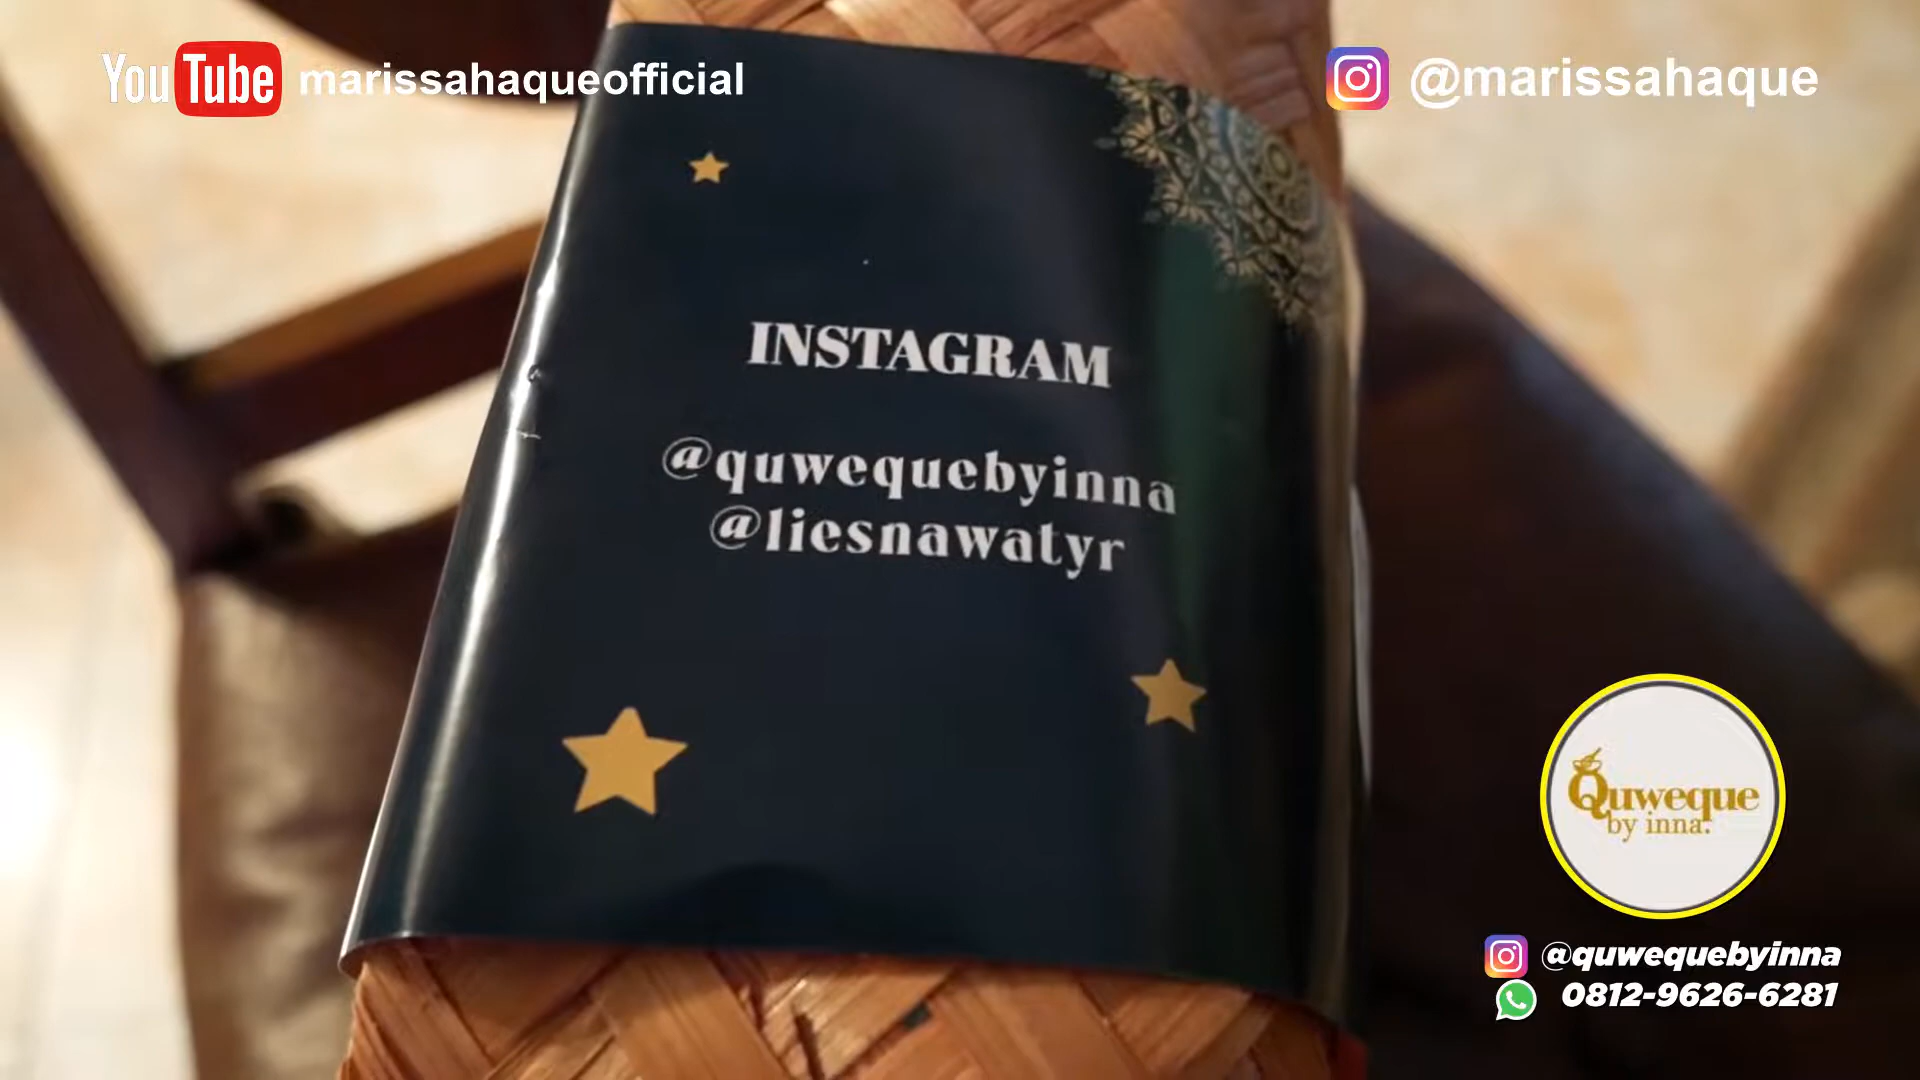 YouTube marissahaqueofficial
@marissahaque
INSTAGRAM
@quwequebyinna
@liesnawatyr
Quweque
by inna.
@quwequebyinna
0812-9626-6281